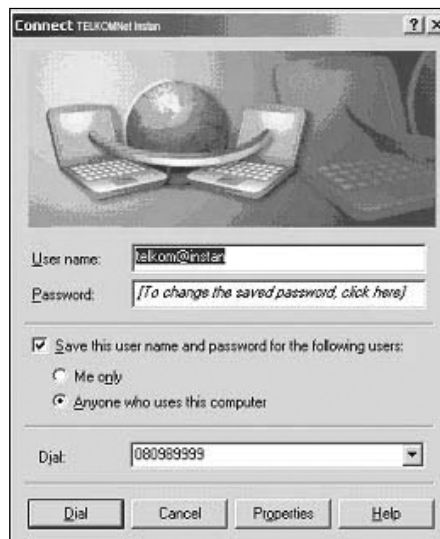 Connect TELKOMNet Instan
User name: telkom@instan
Password: [To change the saved password, click here]
Save this user name and password for the following users:
Me only
Anyone who uses this computer
Dial: 080989999
Dial Cancel Properties Help